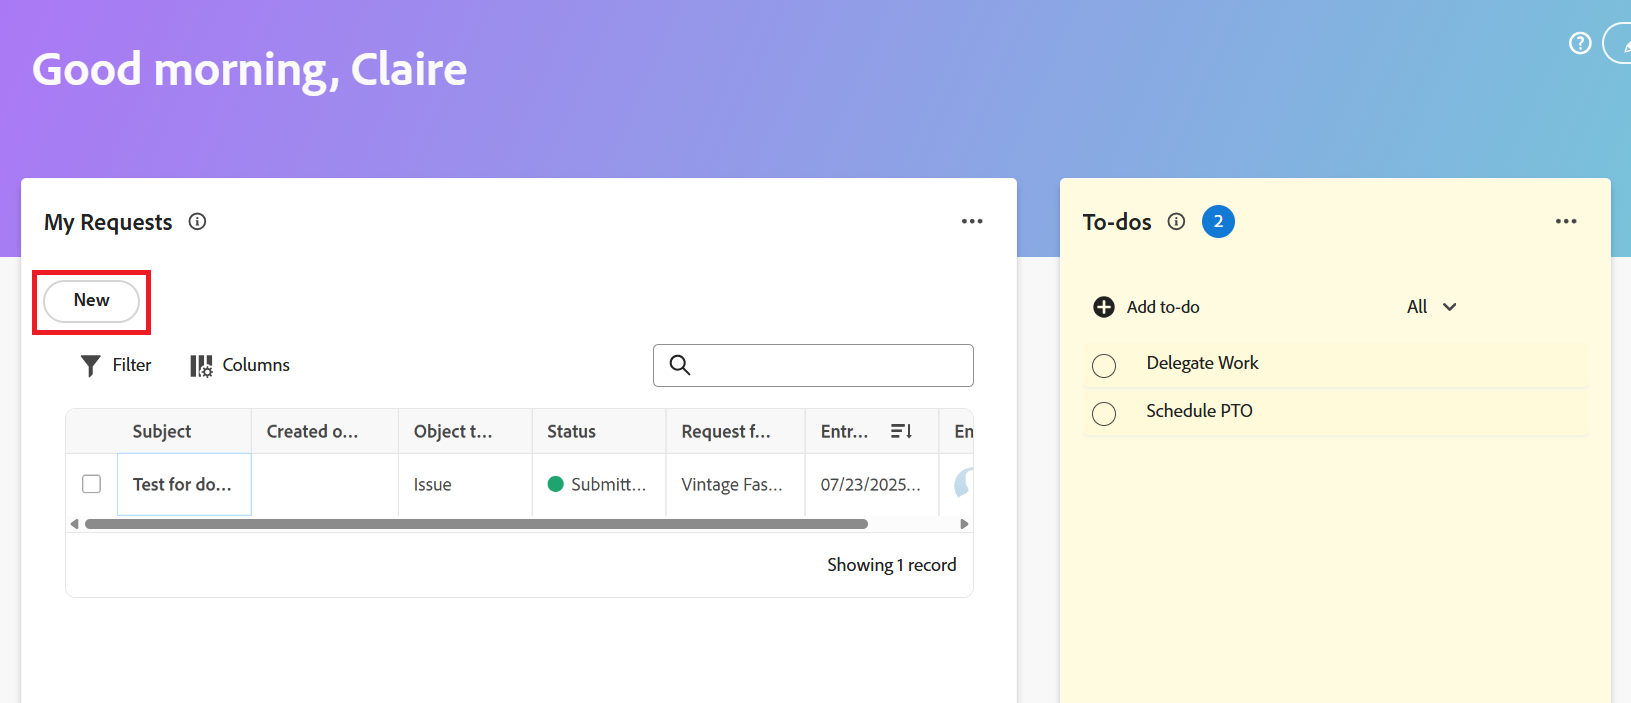 Good morning, Claire
My Requests
New
Filter
Columns
Subject Created o... Object t... Status Request f... Entr... En
Test for do... Issue Submitt... Vintage Fas... 07/23/2025...
Showing 1 record
To-dos 2
Add to-do All
Delegate Work
Schedule PTO